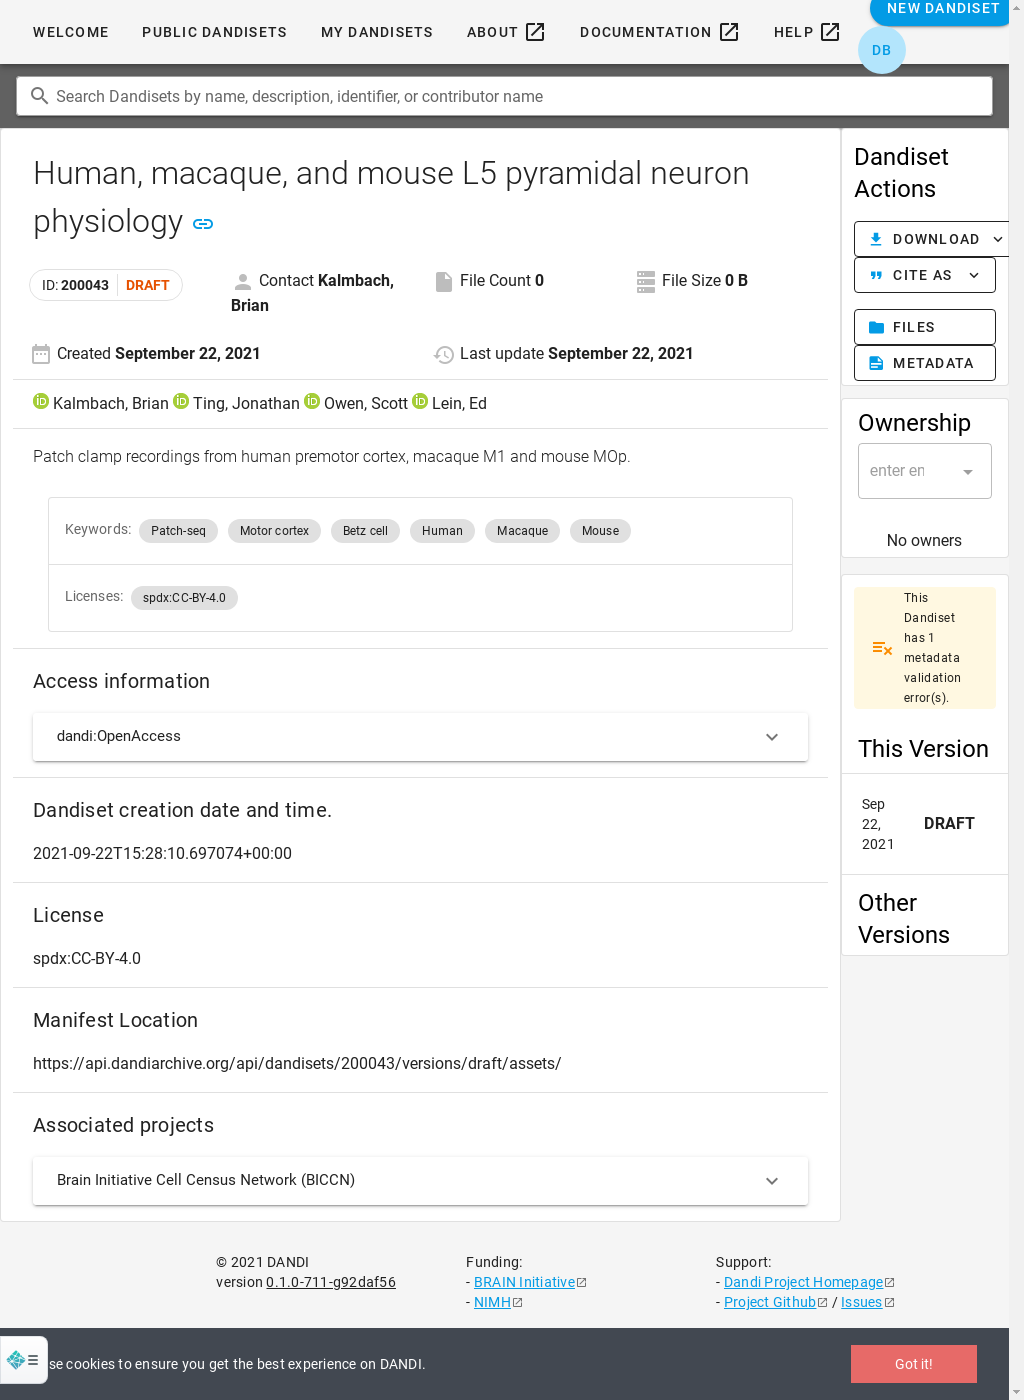 NEW DANDISET
WELCOME PUBLIC DANDISETS MY DANDISETS ABOUT DOCUMENTATION HELP
DB
Search Dandisets by name, description, identifier, or contributor name
Human, macaque, and mouse L5 pyramidal neuron
physiology
ID: 200043 DRAFT
Contact Kalmbach,
Brian
File Count 0
File Size 0 B
Created September 22, 2021
Last update September 22, 2021
Kalmbach, Brian Ting, Jonathan Owen, Scott Lein, Ed
Patch clamp recordings from human premotor cortex, macaque M1 and mouse MOp.
Keywords: Patch-seq Motor cortex Betz cell Human Macaque Mouse
Licenses: spdx:CC-BY-4.0
Access information
dandi:OpenAccess
Dandiset creation date and time.
2021-09-22T15:28:10.697074+00:00
License
spdx:CC-BY-4.0
Manifest Location
https://api.dandiarchive.org/api/dandisets/200043/versions/draft/assets/
Associated projects
Brain Initiative Cell Census Network (BICCN)
Dandiset
Actions
DOWNLOAD
CITE AS
FILES
METADATA
Ownership
enter en
No owners
This
Dandiset
has 1
metadata
validation
error(s).
This Version
Sep
22,
2021
DRAFT
Other
Versions
© 2021 DANDI
version 0.1.0-711-g92daf56
Funding:
- BRAIN Initiative
- NIMH
Support:
- Dandi Project Homepage
- Project Github / Issues
se cookies to ensure you get the best experience on DANDI.
Got it!